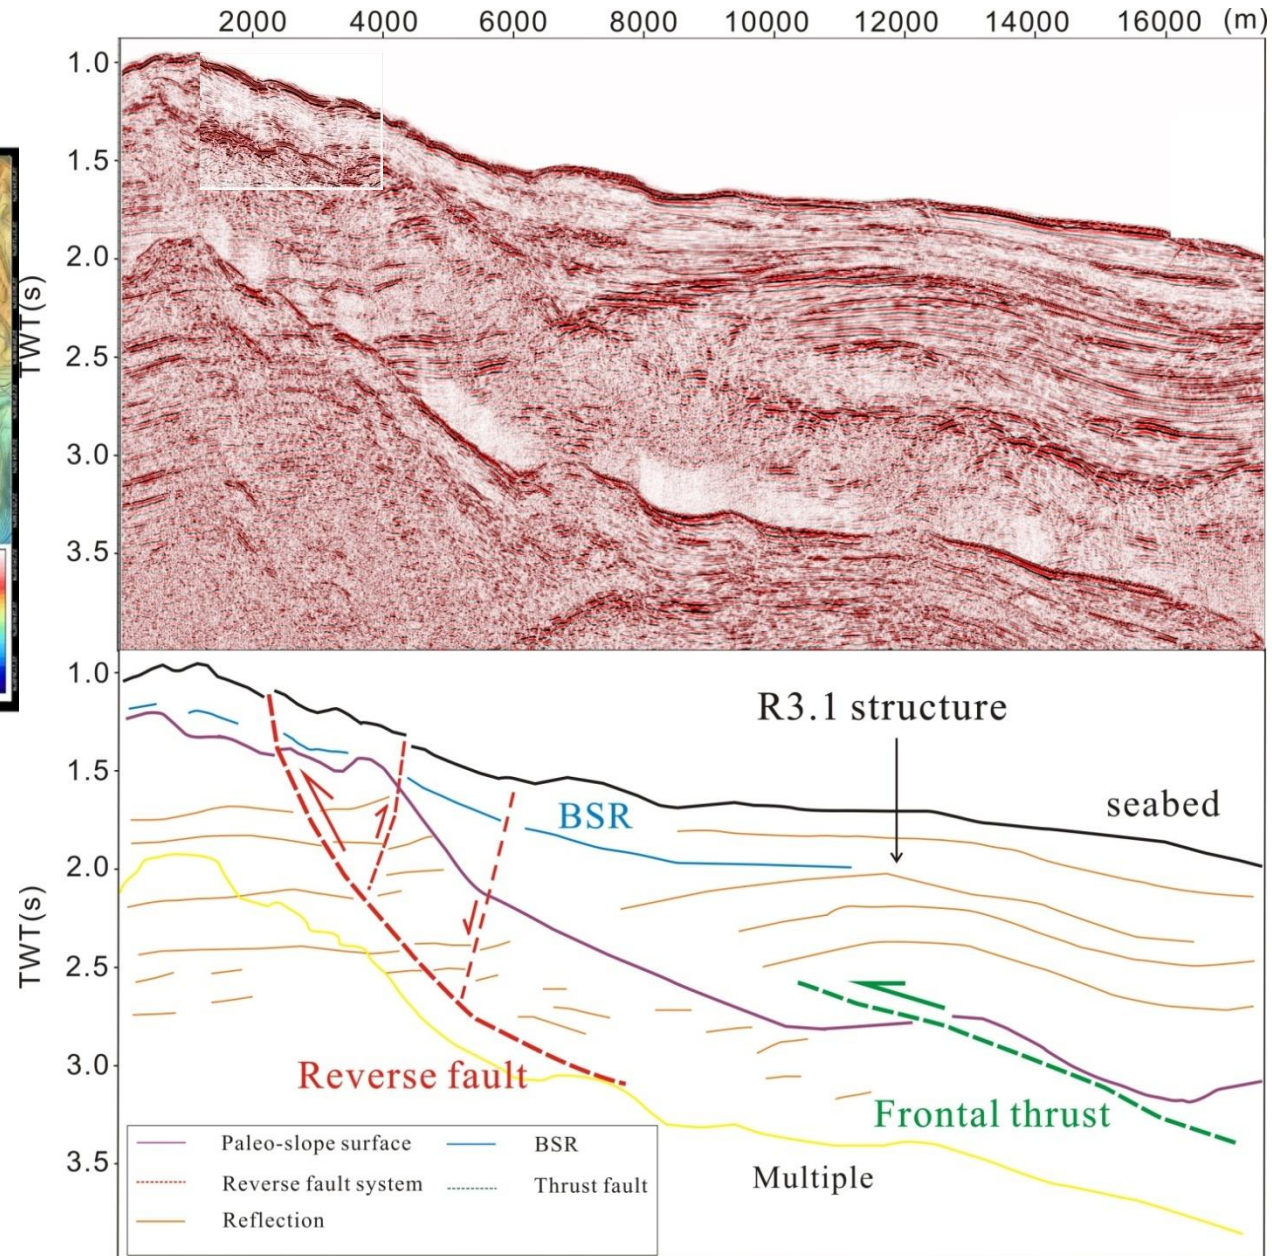 2000 4000 6000 8000 10000 12000 14000 16000 (m)
1.0
1.5
2.0
TWT(s)
2.5
3.0
3.5
1.0
R3.1 structure
1.5
BSR
seabed
2.0
TWT(s)
2.5
3.0
Reverse fault
Frontal thrust
Multiple
3.5
Paleo-slope surface
BSR
Reverse fault system
Thrust fault
Reflection